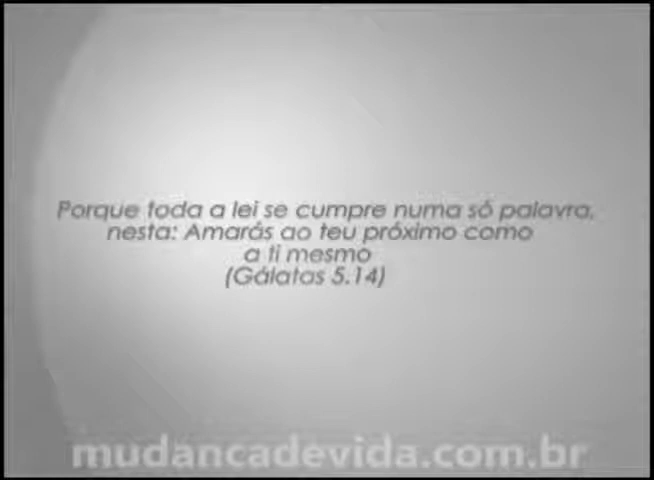 Porque toda a lei se cumpre numa só palavra,
nesta: Amarás ao teu próximo como
a ti mesmo
(Gálatas 5.14)
mudancadevida.com.br